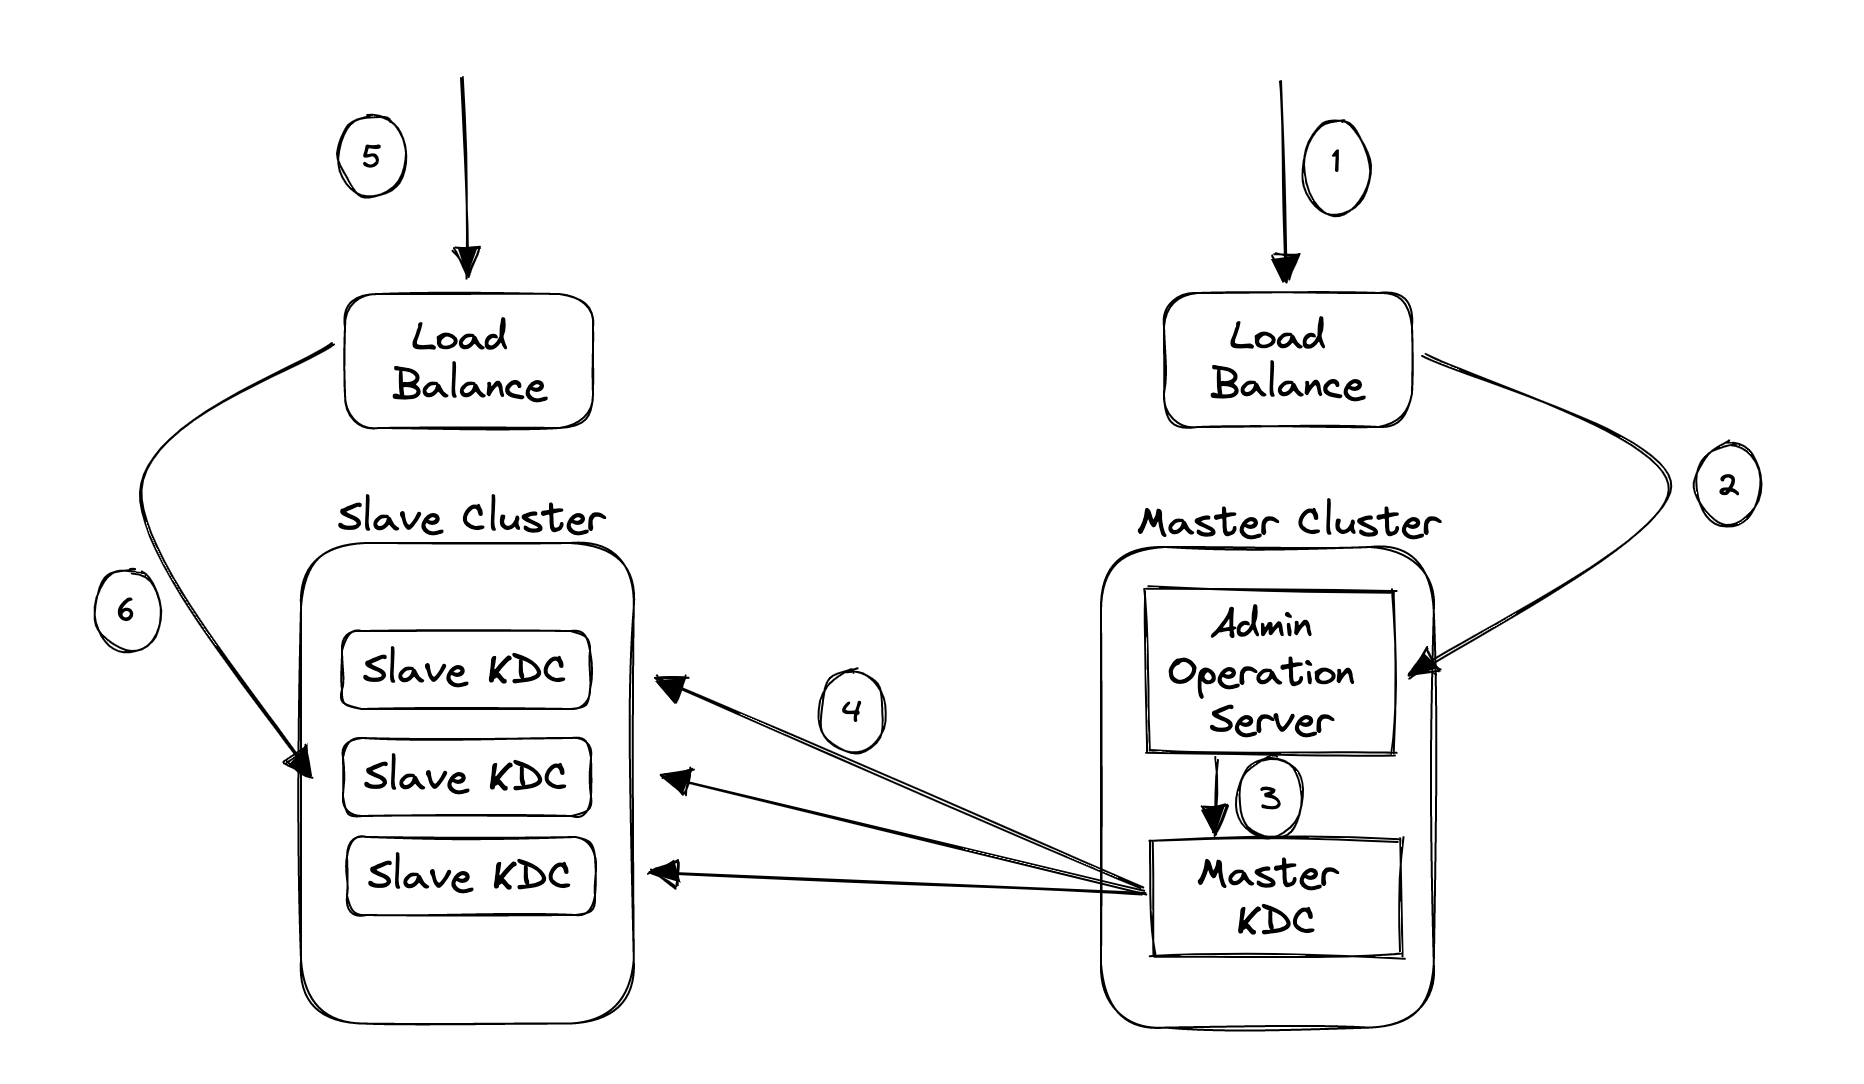 5
1
Load
Balance
Load
Balance
2
Slave Cluster
Master Cluster
6
Slave KDC
Slave KDC
Slave KDC
4
Admin
Operation
Server
3
Master
KDC